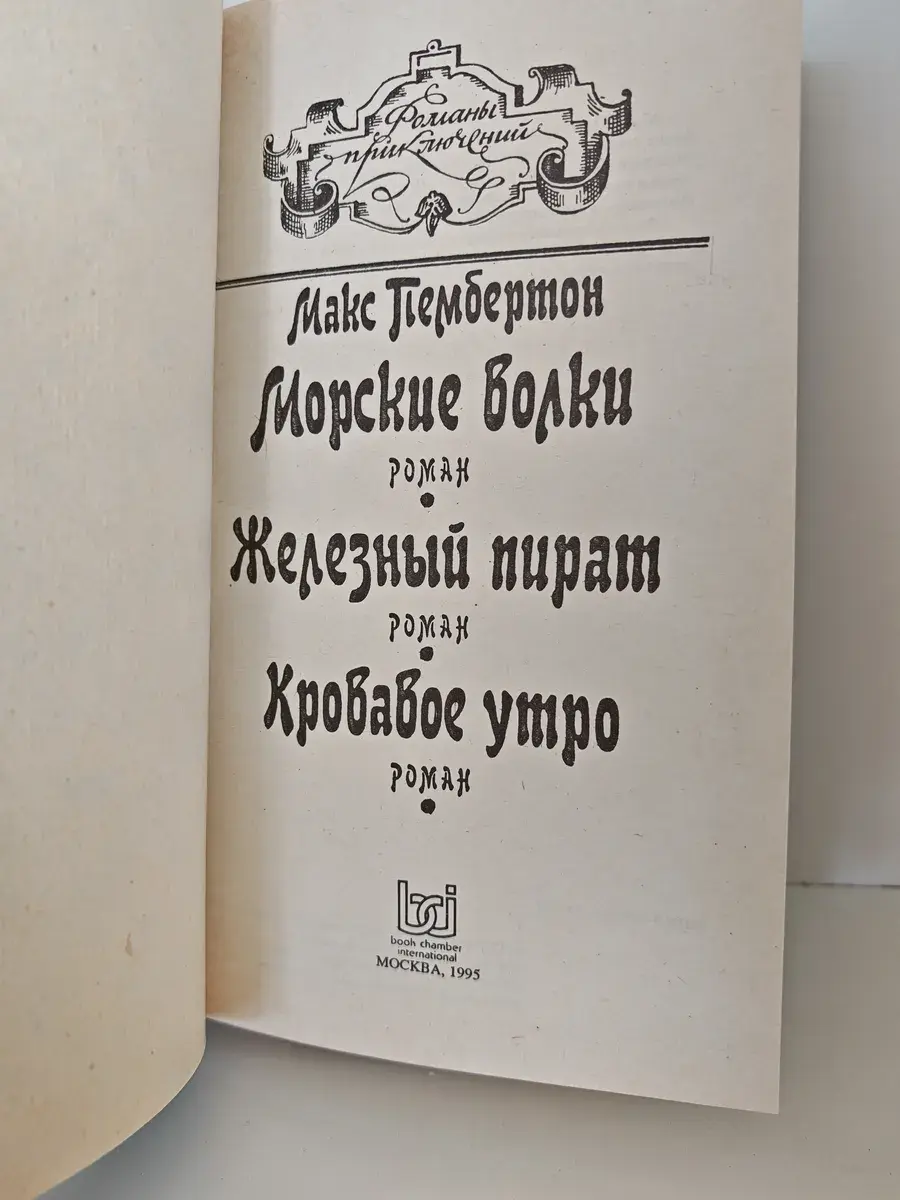 Романы
приключений
Макс Пембертон
Морские волки
роман
Железный пират
роман
Кровавое утро
роман
bci
book chamber
international
МОСКВА, 1995